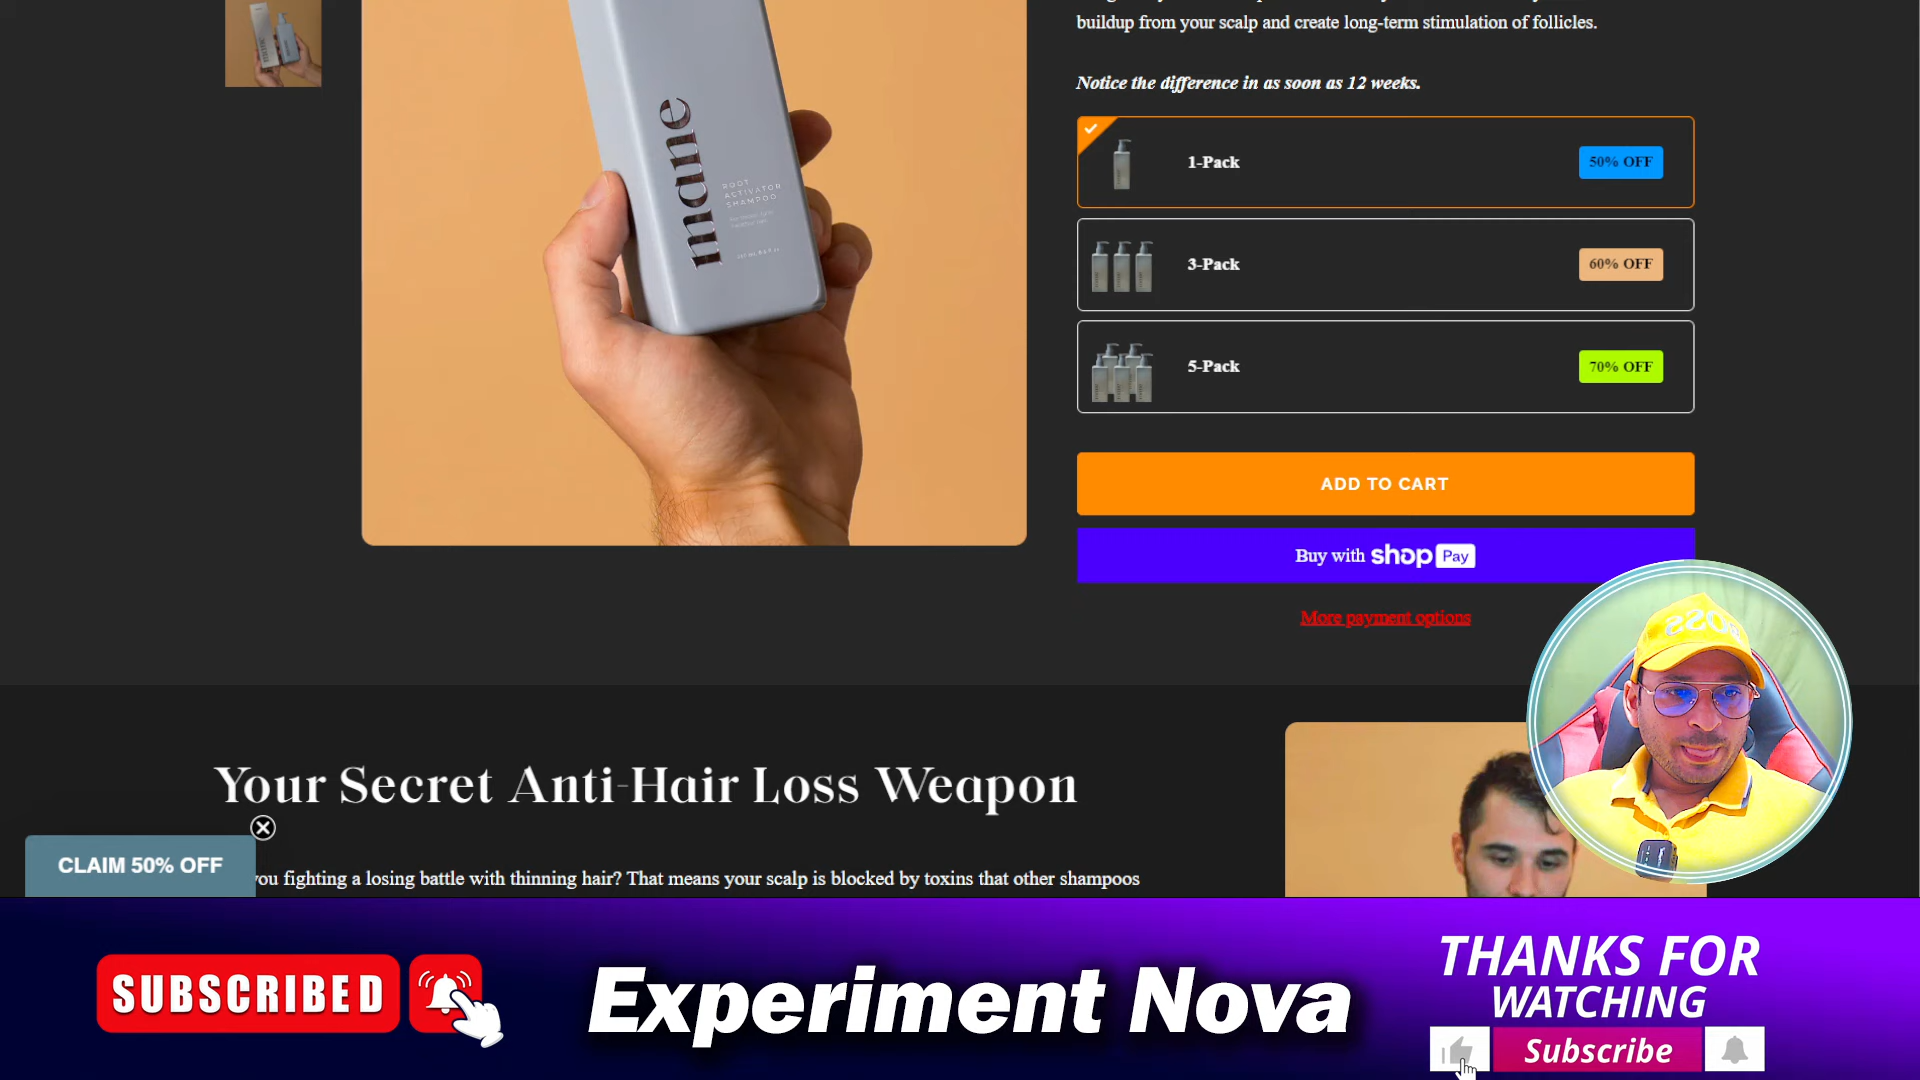 buildup from your scalp and create long-term stimulation of follicles.
Notice the difference in as soon as 12 weeks.
mane
ROOT
ACTIVATOR
SHAMPOO
1-Pack
50% OFF
3-Pack
60% OFF
5-Pack
70% OFF
ADD TO CART
Buy with shop Pay
More payment options
BOSS
Your Secret Anti-Hair Loss Weapon
CLAIM 50% OFF
you fighting a losing battle with thinning hair? That means your scalp is blocked by toxins that other shampoos
SUBSCRIBED
Experiment Nova
THANKS FOR
WATCHING
Subscribe